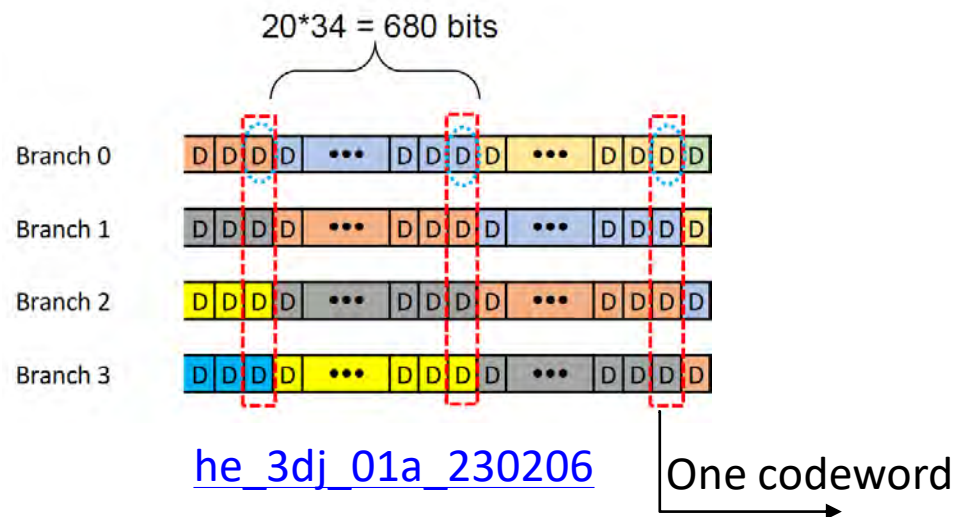 20*34 = 680 bits
Branch 0 D D D D ••• D D D D ••• D D D D
Branch 1 D D D D ••• D D D D ••• D D D D
Branch 2 D D D D ••• D D D D ••• D D D D
Branch 3 D D D D ••• D D D D ••• D D D D
he_3dj_01a_230206
One codeword